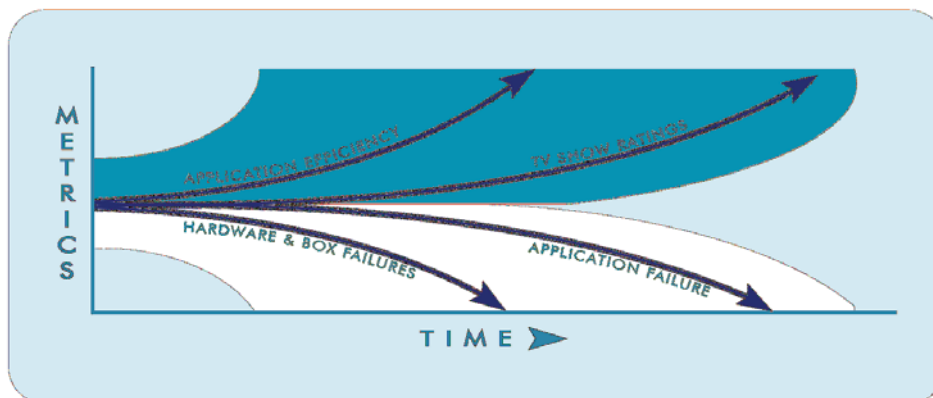 METRICS
APPLICATION EFFICIENCY
TV SHOW RATINGS
HARDWARE & BOX FAILURES
APPLICATION FAILURE
TIME